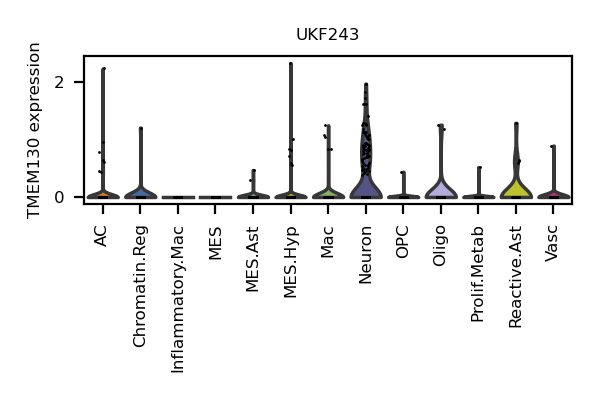 UKF243
TMEM130 expression
2
0
AC
Chromatin.Reg
Inflammatory.Mac
MES
MES.Ast
MES.Hyp
Mac
Neuron
OPC
Oligo
Prolif.Metab
Reactive.Ast
Vasc